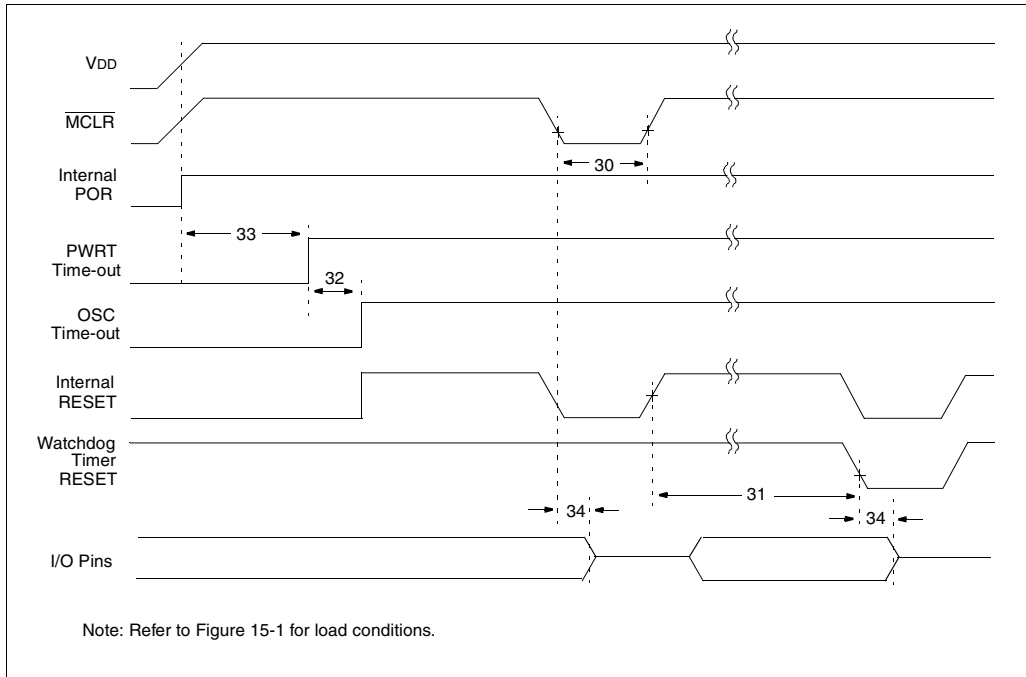 VDD
MCLR
30
Internal
POR
33
PWRT
Time-out
32
OSC
Time-out
Internal
RESET
Watchdog
Timer
RESET
31
34
34
I/O Pins
Note: Refer to Figure 15-1 for load conditions.